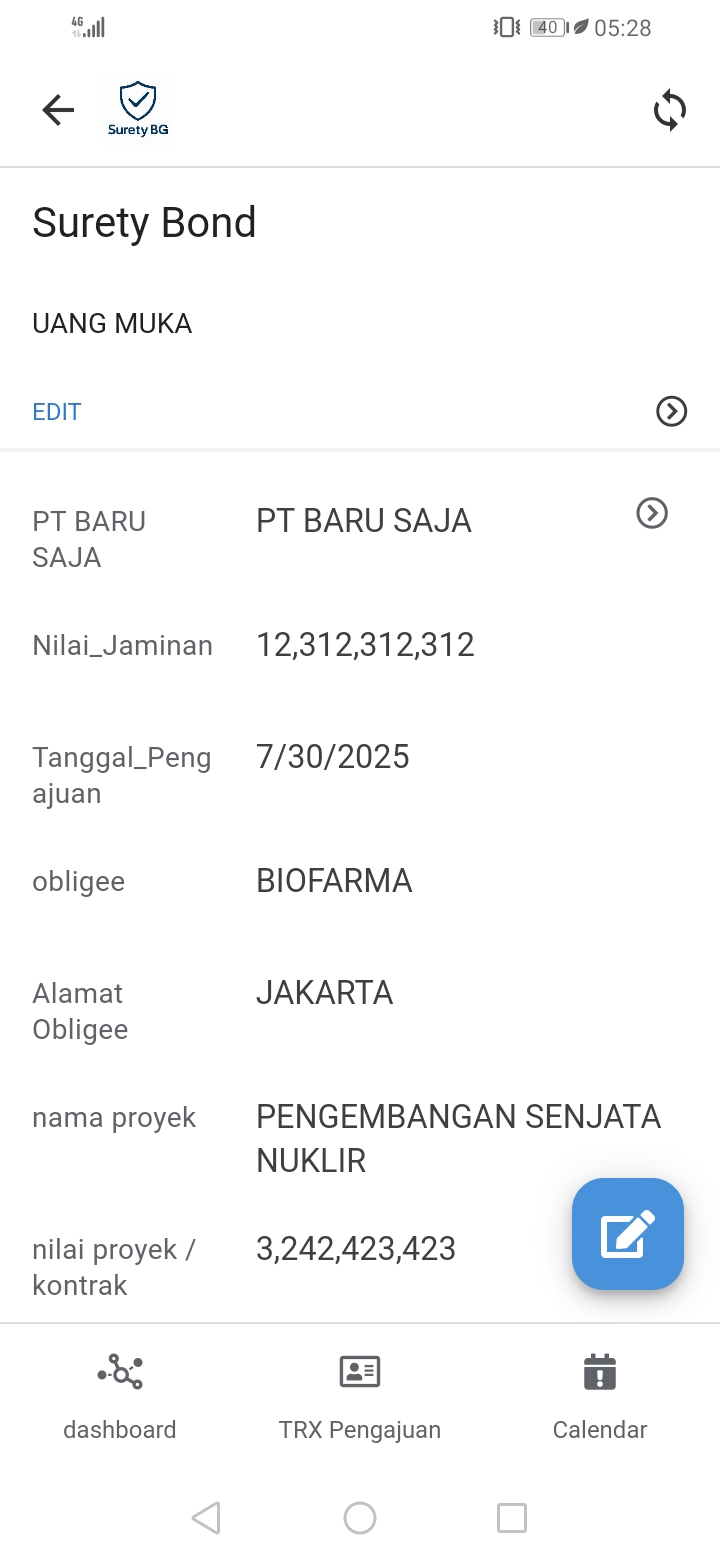 4G
40
05:28
Surety BG
Surety Bond
UANG MUKA
EDIT
PT BARU
SAJA
PT BARU SAJA
Nilai_Jaminan
12,312,312,312
Tanggal_Peng
ajuan
7/30/2025
obligee
BIOFARMA
Alamat
Obligee
JAKARTA
nama proyek
PENGEMBANGAN SENJATA
NUKLIR
nilai proyek /
kontrak
3,242,423,423
dashboard
TRX Pengajuan
Calendar